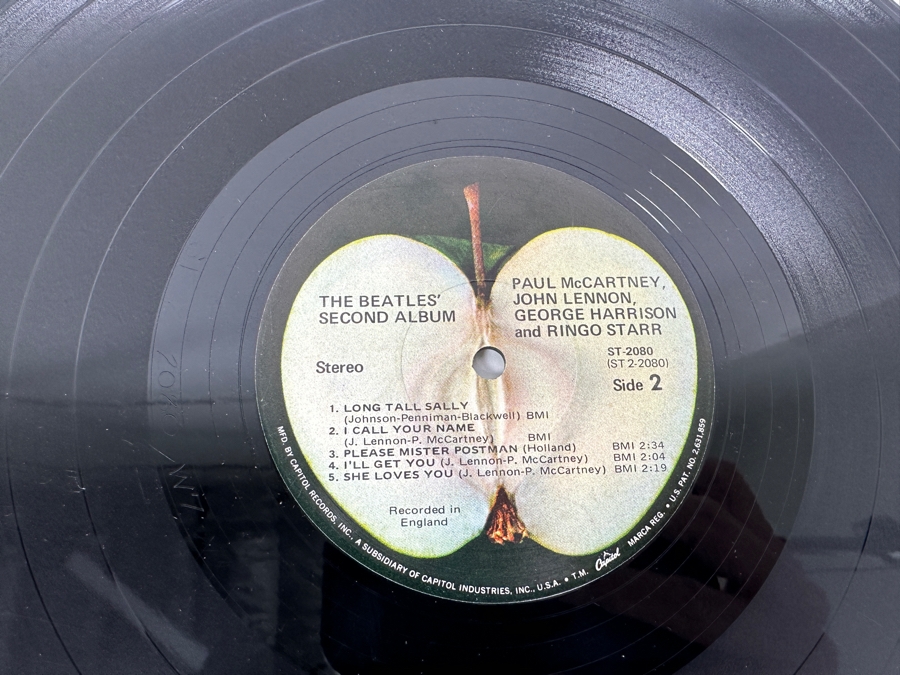 THE BEATLES'
SECOND ALBUM
PAUL McCARTNEY,
JOHN LENNON,
GEORGE HARRISON
and RINGO STARR
Stereo
ST-2080
(ST 2-2080)
Side 2
1. LONG TALL SALLY
(Johnson-Penniman-Blackwell) BMI
2. I CALL YOUR NAME
(J. Lennon-P. McCartney) BMI
3. PLEASE MISTER POSTMAN (Holland) BMI 2:34
4. I'LL GET YOU (J. Lennon-P. McCartney) BMI 2:04
5. SHE LOVES YOU (J. Lennon-P. McCartney) BMI 2:19
Recorded in
England
MFD. BY CAPITOL RECORDS, INC., A SUBSIDIARY OF CAPITOL INDUSTRIES, INC., U.S.A. • T.M. Capitol MARCA REG. • U.S. PAT. NO. 2,631,859